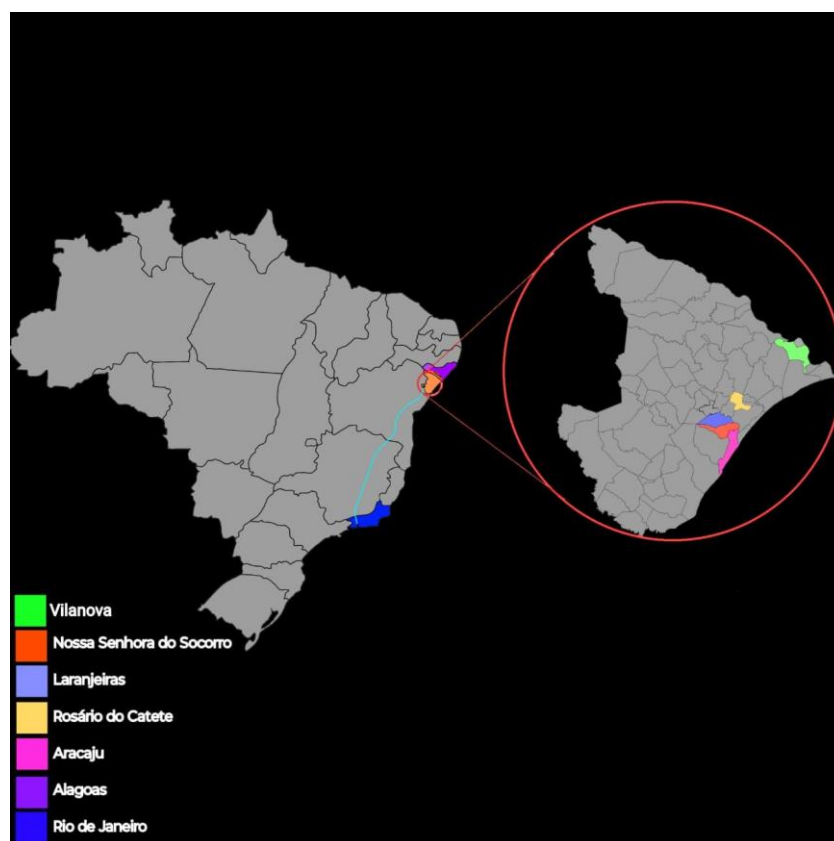 Vilanova
Nossa Senhora do Socorro
Laranjeiras
Rosário do Catete
Aracaju
Alagoas
Rio de Janeiro